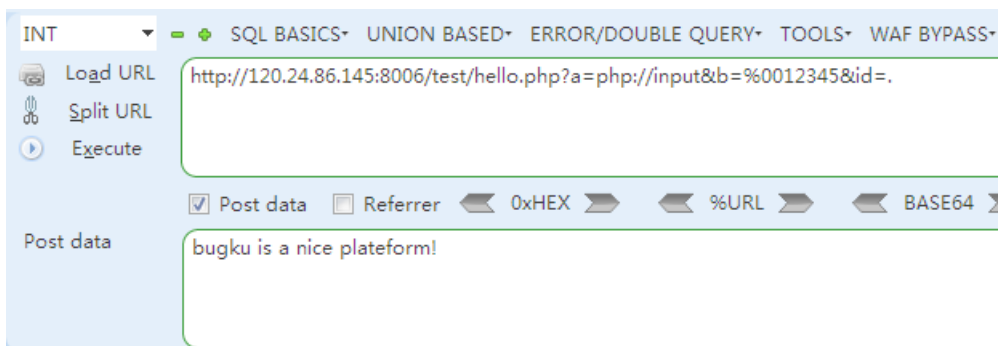 INT SQL BASICS UNION BASED ERROR/DOUBLE QUERY TOOLS WAF BYPASS
Load URL http://120.24.86.145:8006/test/hello.php?a=php://input&b=%0012345&id=.
Split URL
Execute
Post data Referrer 0xHEX %URL BASE64
Post data bugku is a nice plateform!